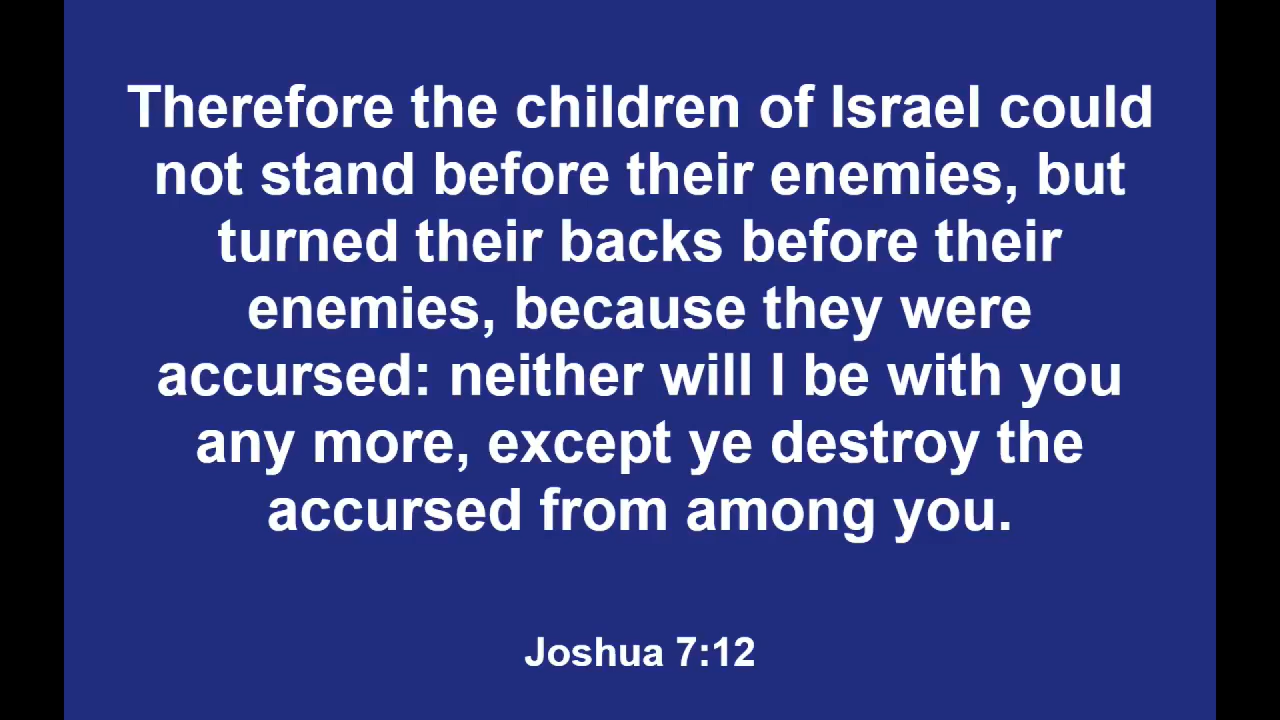 Therefore the children of Israel could
not stand before their enemies, but
turned their backs before their
enemies, because they were
accursed: neither will I be with you
any more, except ye destroy the
accursed from among you.
Joshua 7:12